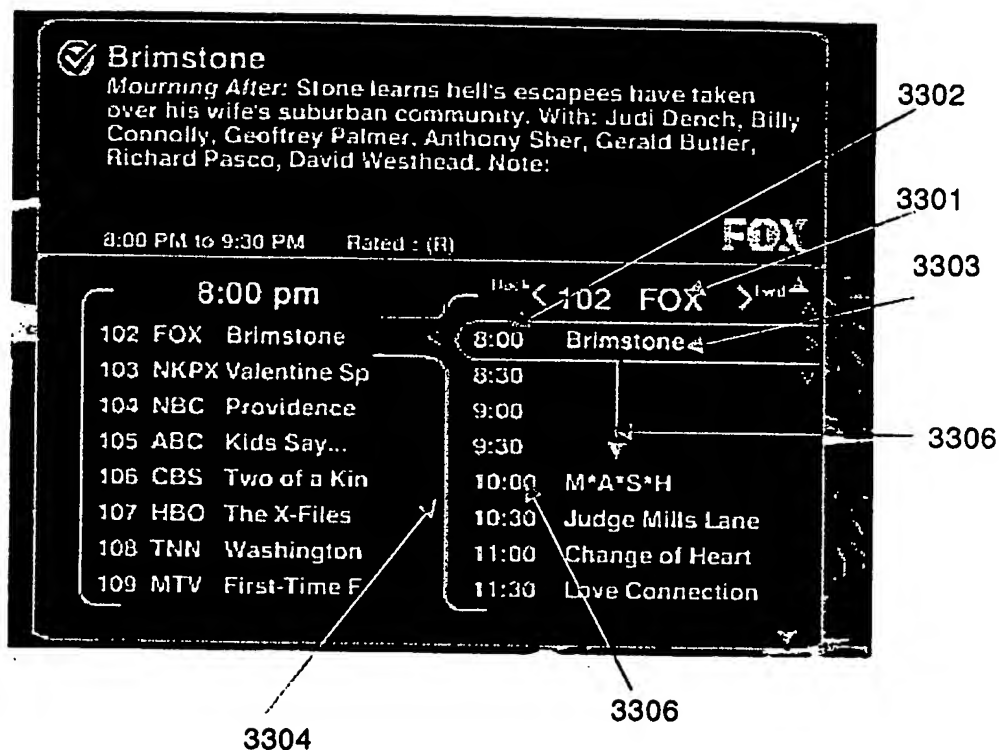 Brimstone
Mourning After: Stone learns hell's escapees have taken
over his wife's suburban community. With: Judi Dench, Billy
Connolly, Geoffrey Palmer, Anthony Sher, Gerald Butler,
Richard Pasco, David Westhead. Note:
8:00 PM to 9:30 PM Rated : (R)
FOX
8:00 pm
102 FOX Brimstone
103 NKPX Valentine Sp
104 NBC Providence
105 ABC Kids Say...
106 CBS Two of a Kin
107 HBO The X-Files
108 TNN Washington
109 MTV First-Time F
Back < 102 FOX > Fwd
8:00 Brimstone
8:30
9:00
9:30
10:00 M*A*S*H
10:30 Judge Mills Lane
11:00 Change of Heart
11:30 Love Connection
3302
3301
3303
3306
3306
3304